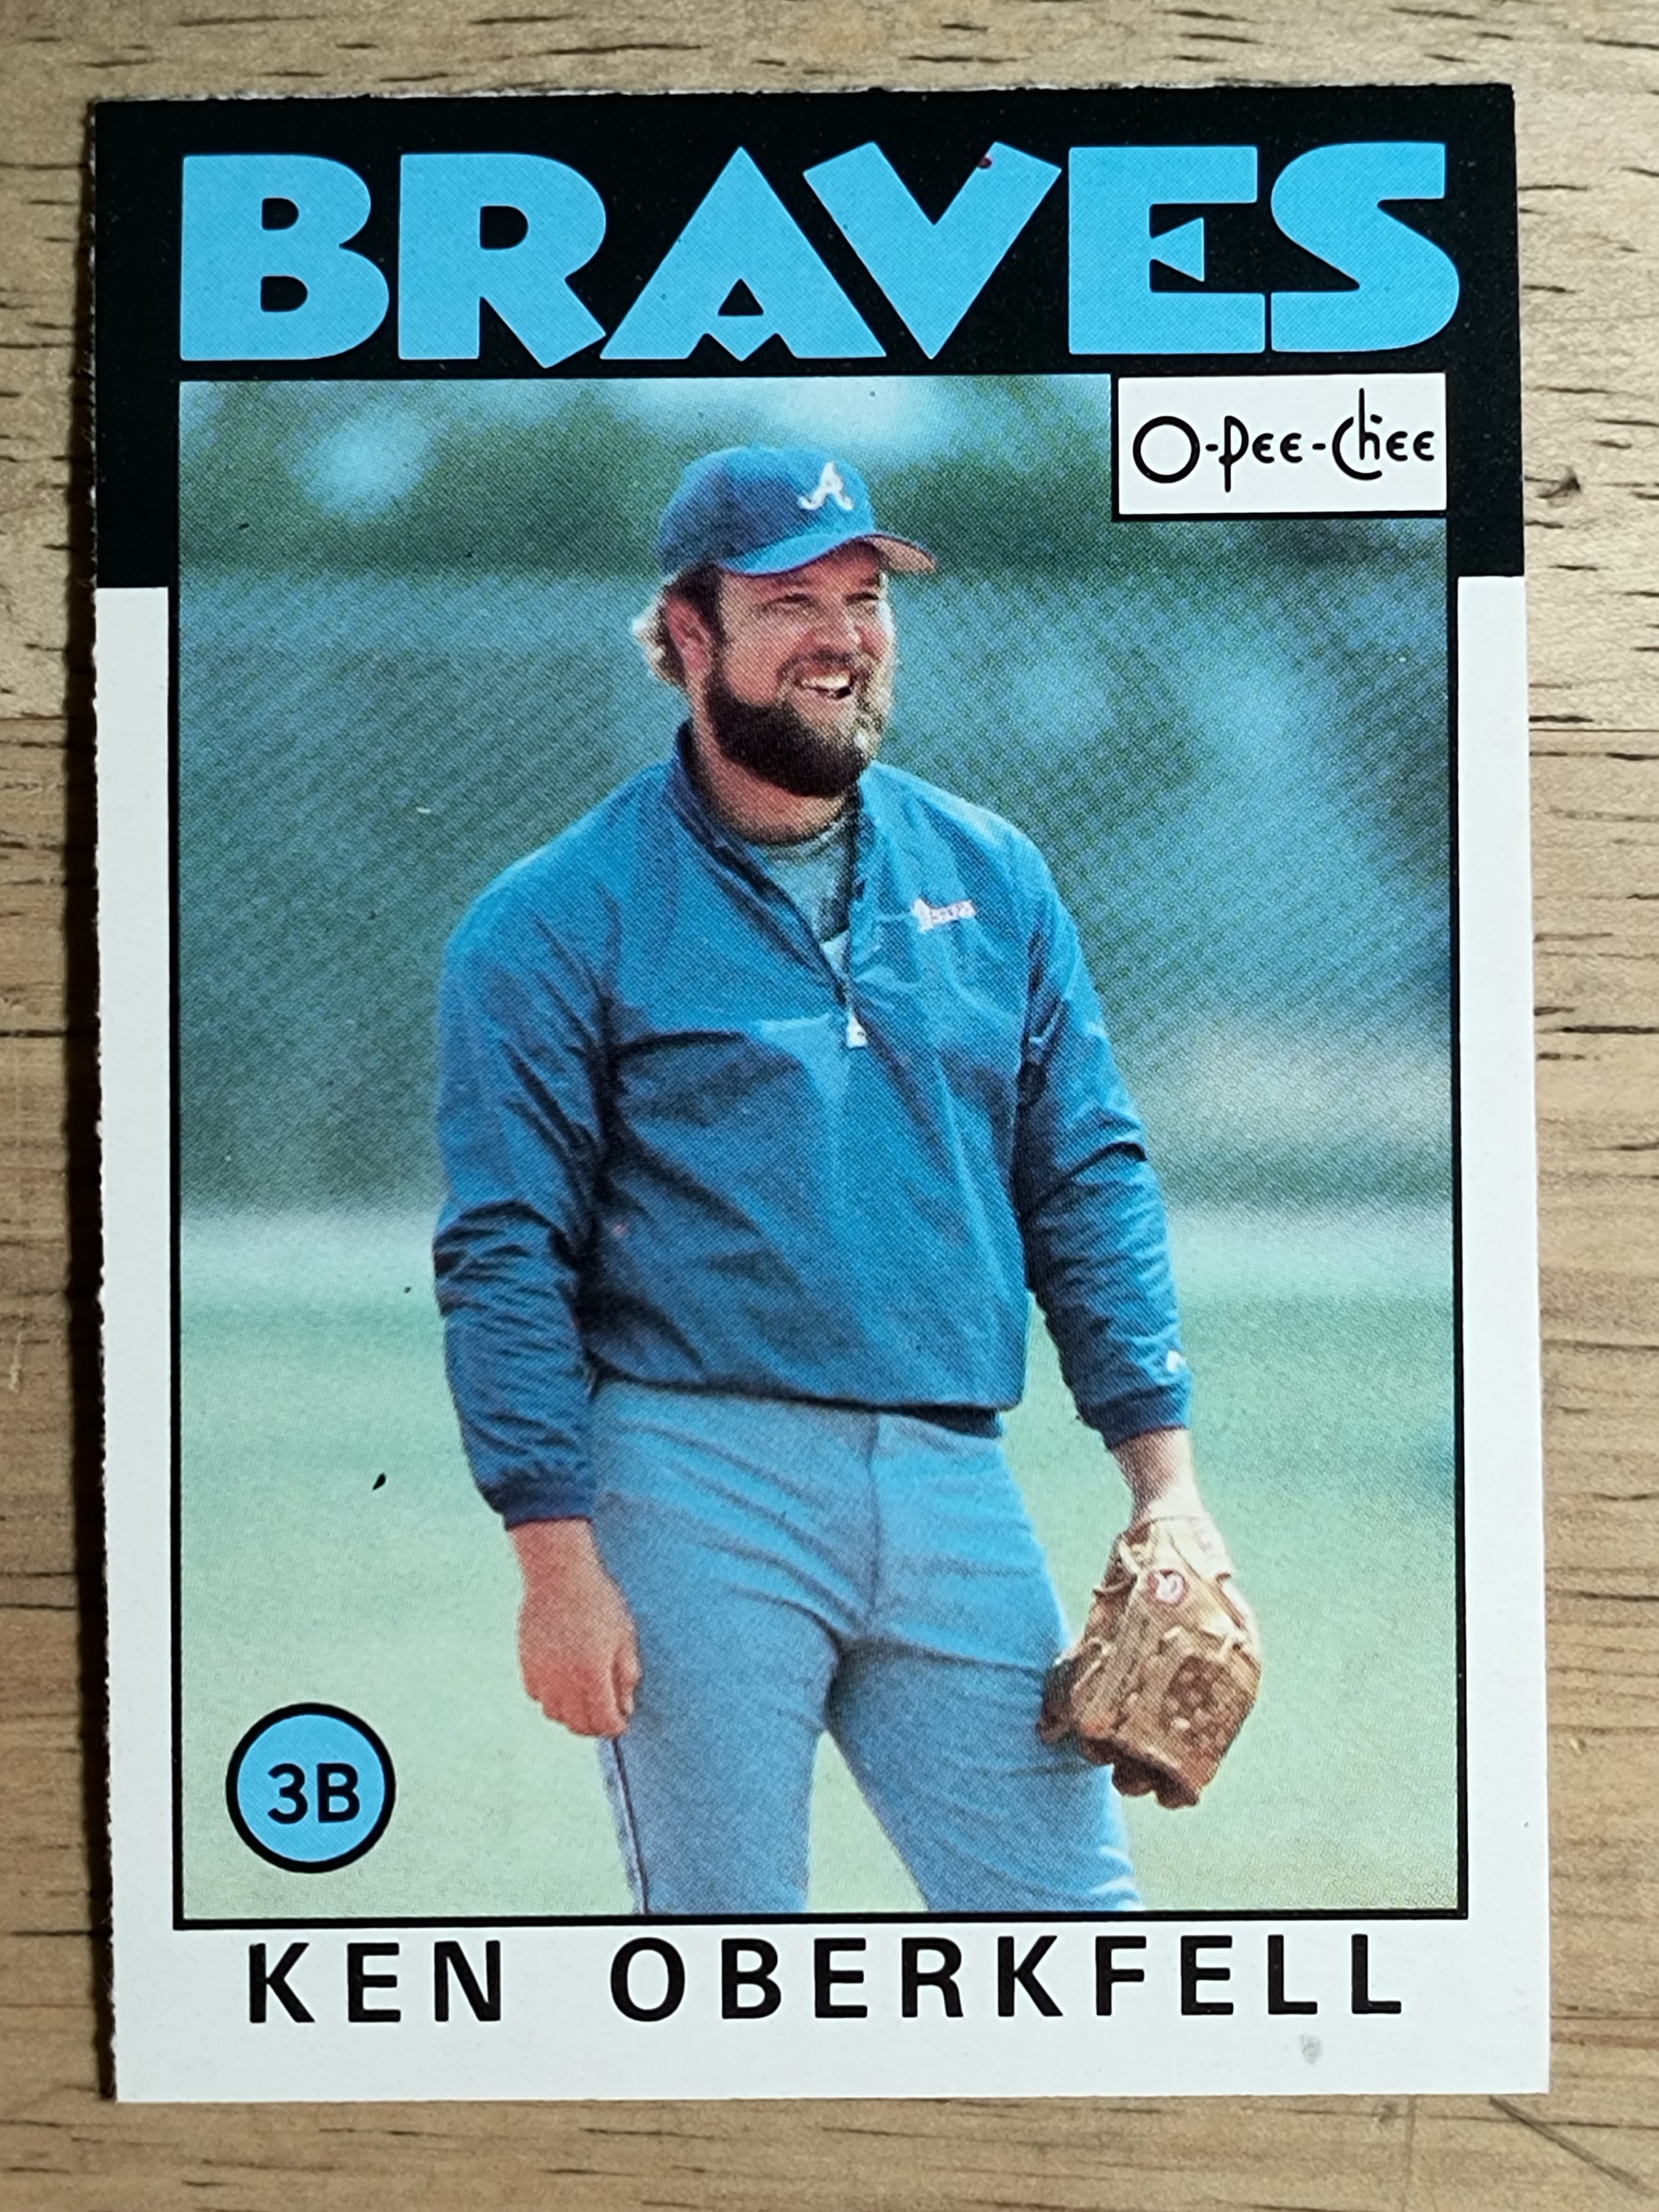 BRAVES
O-Pee-Chee
A
3B
KEN OBERKFELL